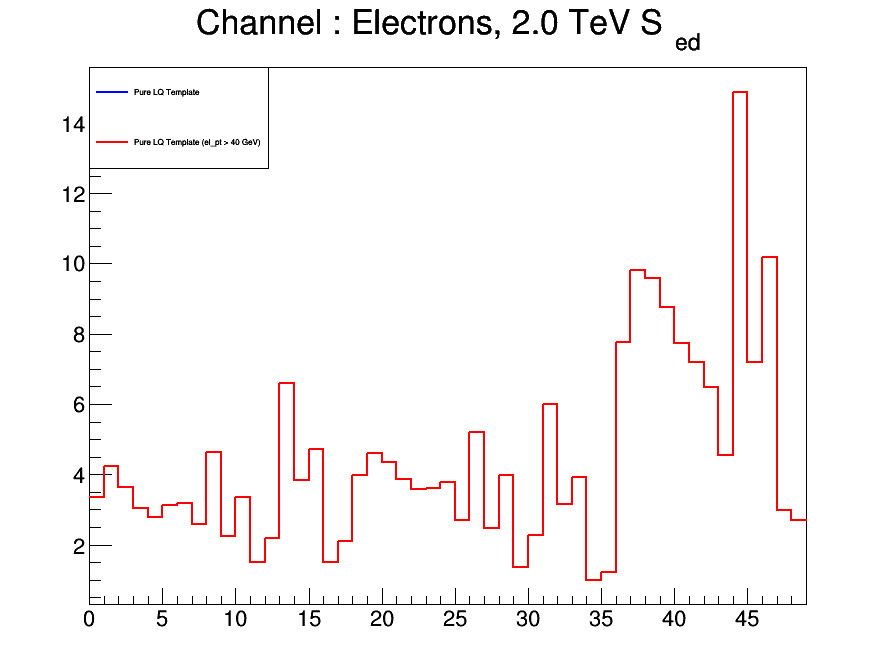 Channel : Electrons, 2.0 TeV S ed
Pure LQ Template
Pure LQ Template (el_pt > 40 GeV)
14
12
10
8
6
4
2
0 5 10 15 20 25 30 35 40 45